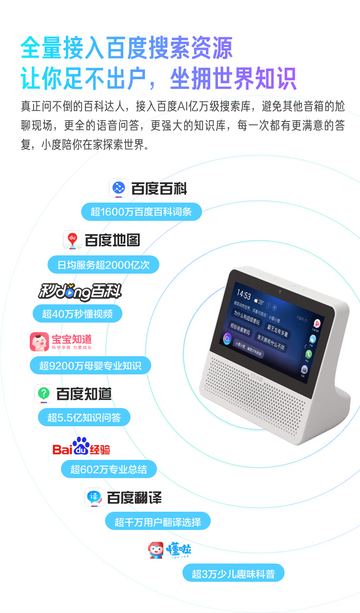 全量接入百度搜索资源
让你足不出户，坐拥世界知识
真正问不倒的百科达人，接入百度AI亿万级搜索库，避免其他音箱的尬
聊现场，更全的语音问答，更强大的知识库，每一次都有更满意的答
复，小度陪你在家探索世界。
百度百科
超1600万百度百科词条
百度地图
日均服务超2000亿次
秒dong百科
超40万秒懂视频
宝宝知道
超9200万母婴专业知识
百度知道
超5.5亿知识问答
Bai du 经验
超602万专业总结
百度翻译
超千万用户翻译选择
懂啦
超3万少儿趣味科普
14:53